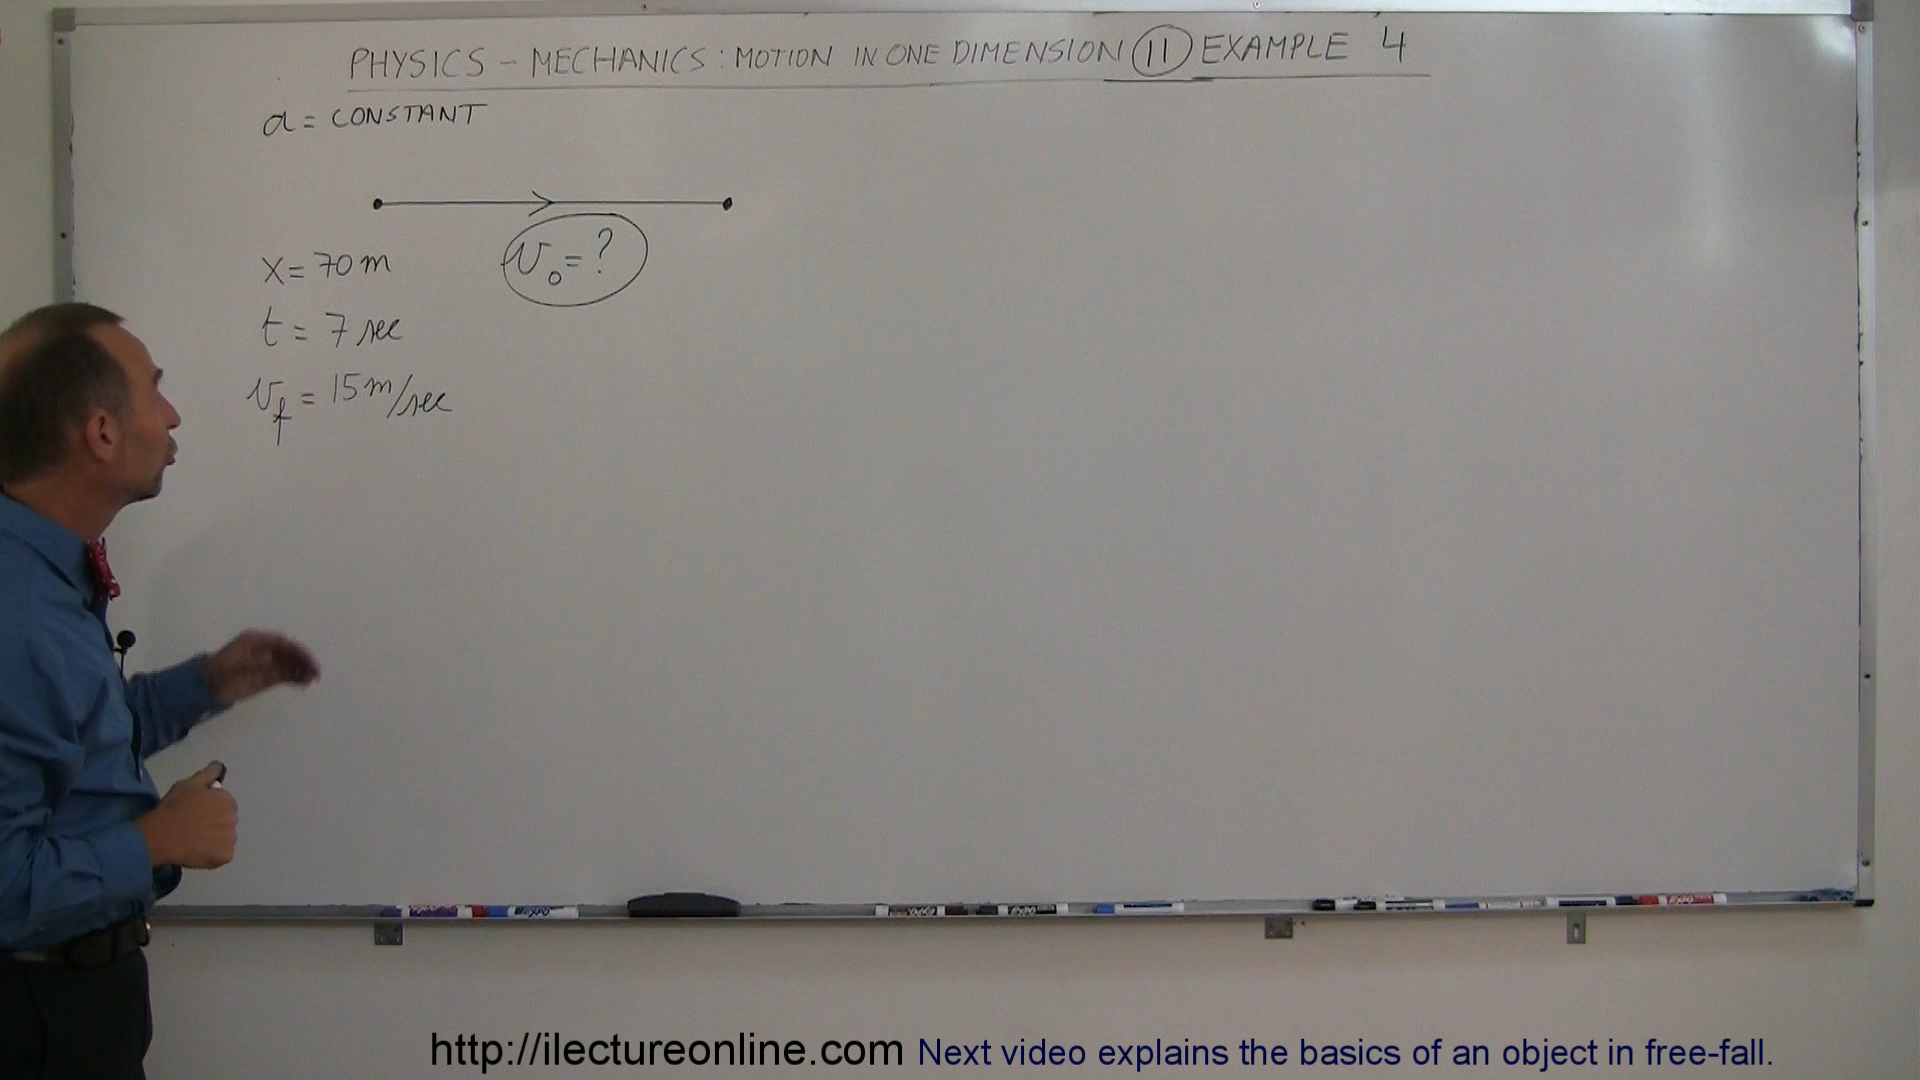 PHYSICS - MECHANICS: MOTION IN ONE DIMENSION 11 EXAMPLE 4
a = CONSTANT
v₀ = ?
x = 70 m
t = 7 sec
v_f = 15 m/sec
http://ilectureonline.com Next video explains the basics of an object in free-fall.